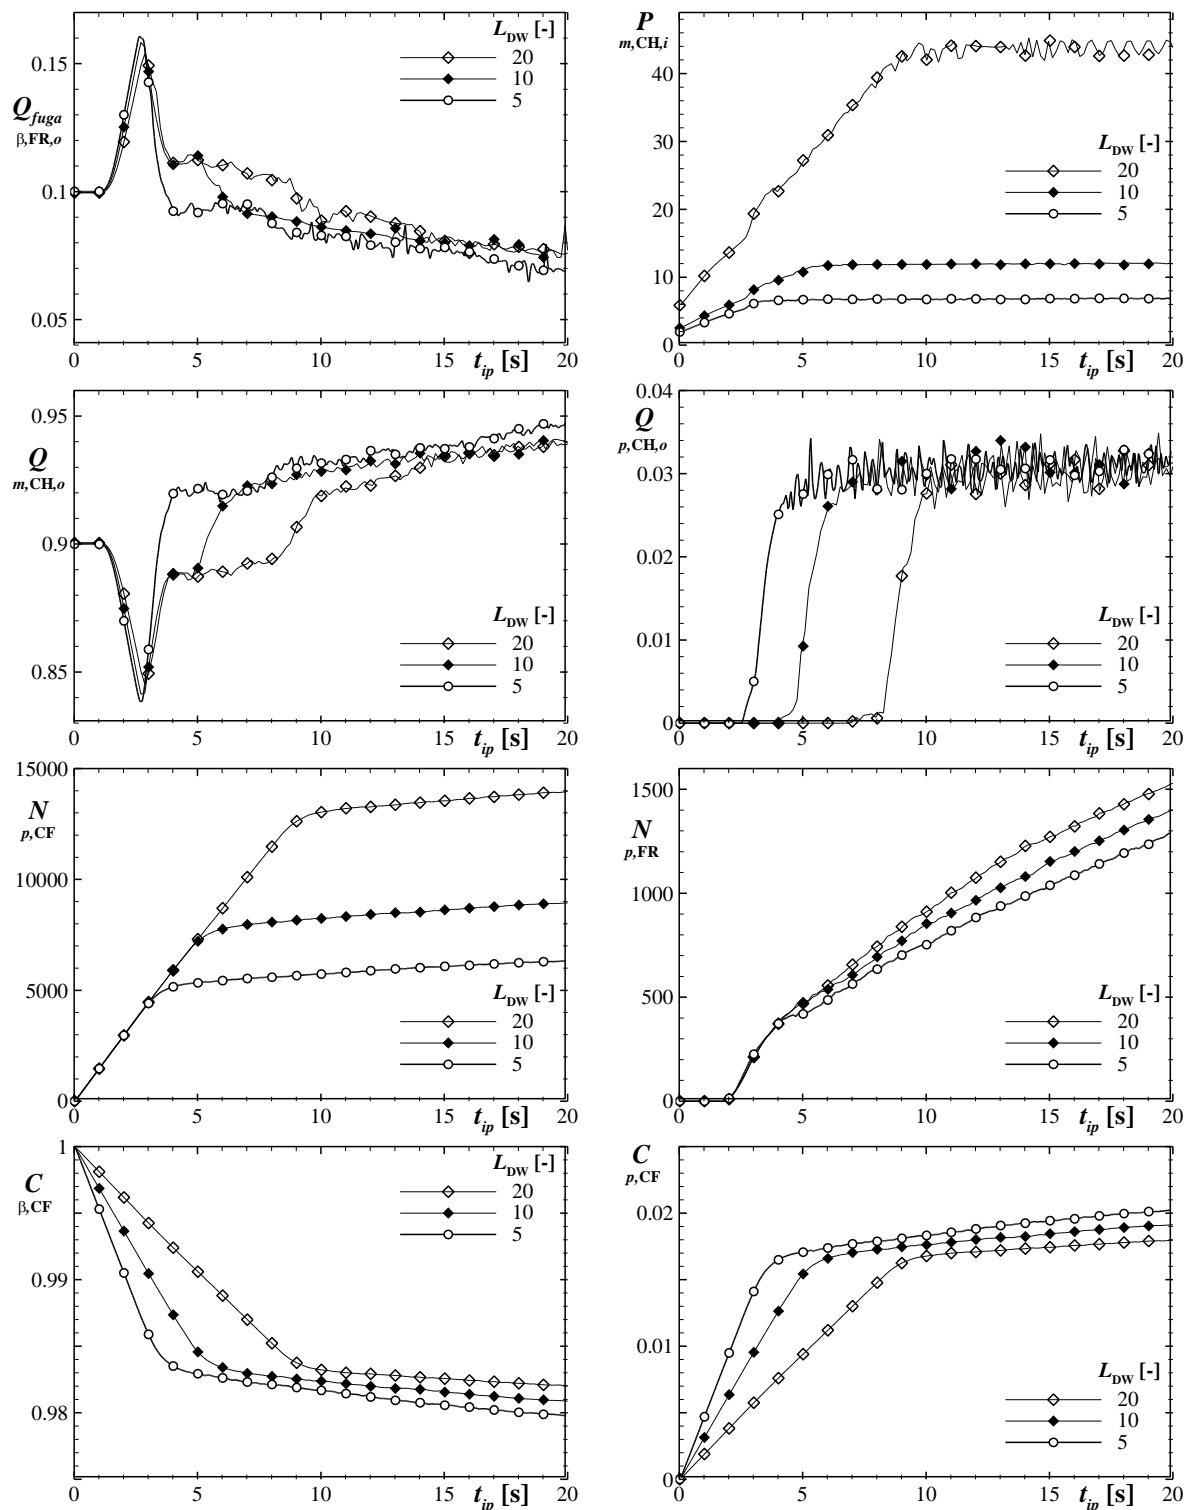 0.15
0.1
0.05
Q_fuga
β,FR,o
L_DW [-]
20
10
5
0 5 10 15 20
t_ip [s]
P
m,CH,i
40
30
20
10
0
L_DW [-]
20
10
5
0 5 10 15 20
t_ip [s]
0.95
0.9
0.85
Q
m,CH,o
L_DW [-]
20
10
5
0 5 10 15 20
t_ip [s]
0.04
0.03
0.02
0.01
0
Q
p,CH,o
L_DW [-]
20
10
5
0 5 10 15 20
t_ip [s]
15000
10000
5000
0
N
p,CF
L_DW [-]
20
10
5
0 5 10 15 20
t_ip [s]
1500
1000
500
0
N
p,FR
L_DW [-]
20
10
5
0 5 10 15 20
t_ip [s]
1
0.99
0.98
C
β,CF
L_DW [-]
20
10
5
0 5 10 15 20
t_ip [s]
0.02
0.01
0
C
p,CF
L_DW [-]
20
10
5
0 5 10 15 20
t_ip [s]